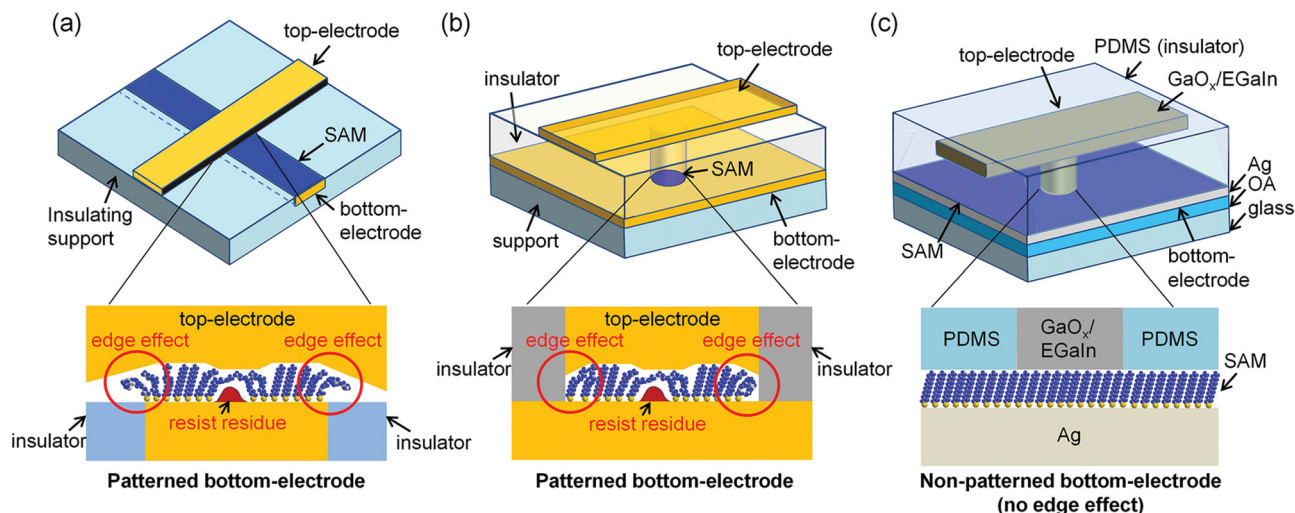 (a)
top-electrode
SAM
Insulating
support
bottom-
electrode
top-electrode
edge effect
edge effect
resist residue
insulator
insulator
Patterned bottom-electrode
(b)
insulator
top-electrode
SAM
support
bottom-
electrode
top-electrode
edge effect
edge effect
insulator
insulator
resist residue
Patterned bottom-electrode
(c)
top-electrode
PDMS (insulator)
GaOₓ/EGaIn
Ag
OA
glass
SAM
bottom-
electrode
PDMS
GaOₓ/
EGaIn
PDMS
SAM
Ag
Non-patterned bottom-electrode
(no edge effect)